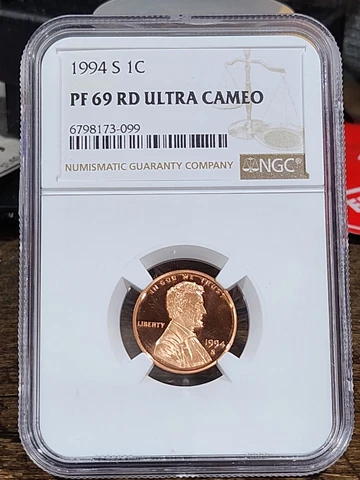 1994 S 1C
PF 69 RD ULTRA CAMEO
6798173-099
NUMISMATIC GUARANTY COMPANY
NGC®
IN GOD WE TRUST
LIBERTY
1994
S